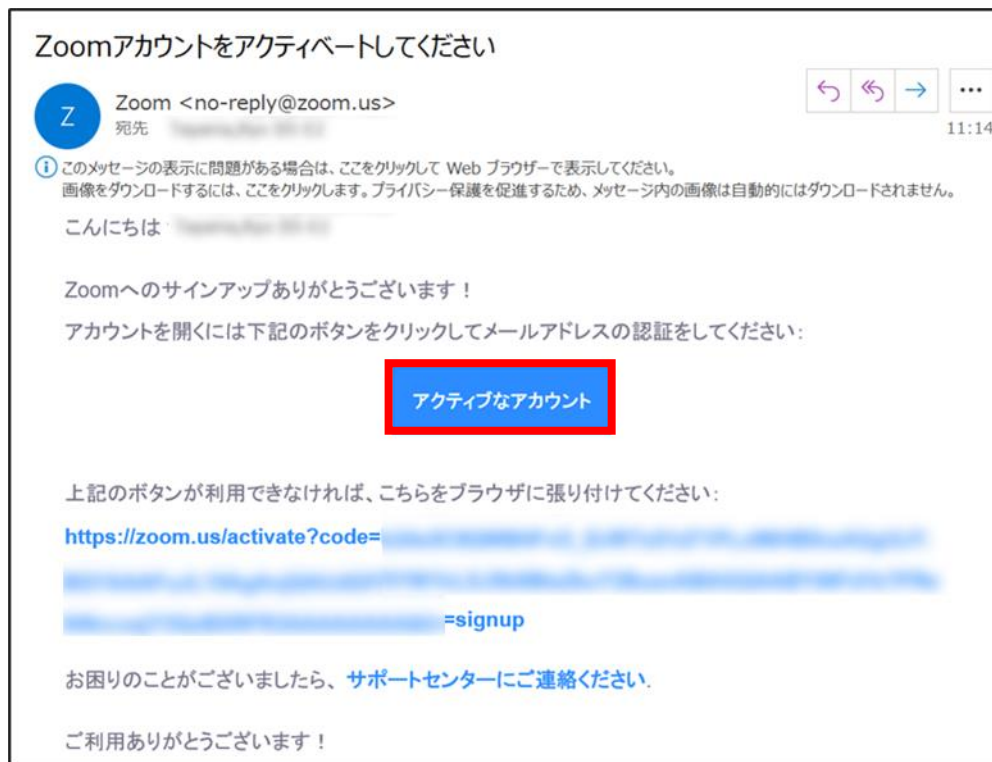 Zoomアカウントをアクティベートしてください
Z
Zoom <no-reply@zoom.us>
宛先
11:14
このメッセージの表示に問題がある場合は、ここをクリックして Web ブラウザーで表示してください。
画像をダウンロードするには、ここをクリックします。プライバシー保護を促進するため、メッセージ内の画像は自動的にはダウンロードされません。
こんにちは
Zoomへのサインアップありがとうございます！
アカウントを開くには下記のボタンをクリックしてメールアドレスの認証をしてください:
アクティブなアカウント
上記のボタンが利用できなければ、こちらをブラウザに張り付けてください:
https://zoom.us/activate?code=
=signup
お困りのことがございましたら、サポートセンターにご連絡ください.
ご利用ありがとうございます！